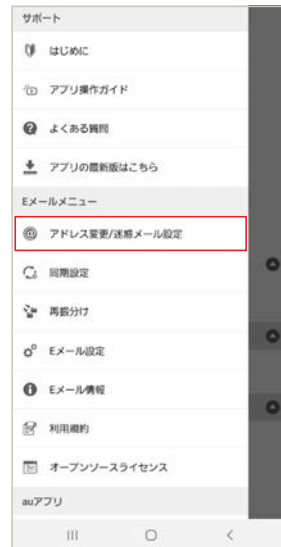 サポート
はじめに
アプリ操作ガイド
よくある質問
アプリの最新版はこちら
Eメールメニュー
アドレス変更/迷惑メール設定
同期設定
再振分け
Eメール設定
Eメール情報
利用規約
オープンソースライセンス
auアプリ